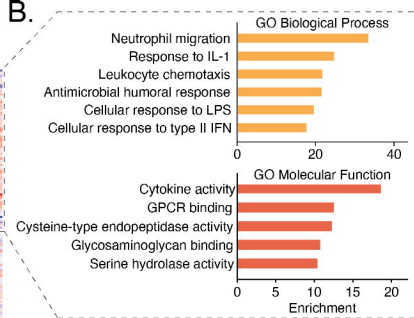 B.
GO Biological Process
Neutrophil migration
Response to IL-1
Leukocyte chemotaxis
Antimicrobial humoral response
Cellular response to LPS
Cellular response to type II IFN
0 20 40
GO Molecular Function
Cytokine activity
GPCR binding
Cysteine-type endopeptidase activity
Glycosaminoglycan binding
Serine hydrolase activity
0 5 10 15 20
Enrichment